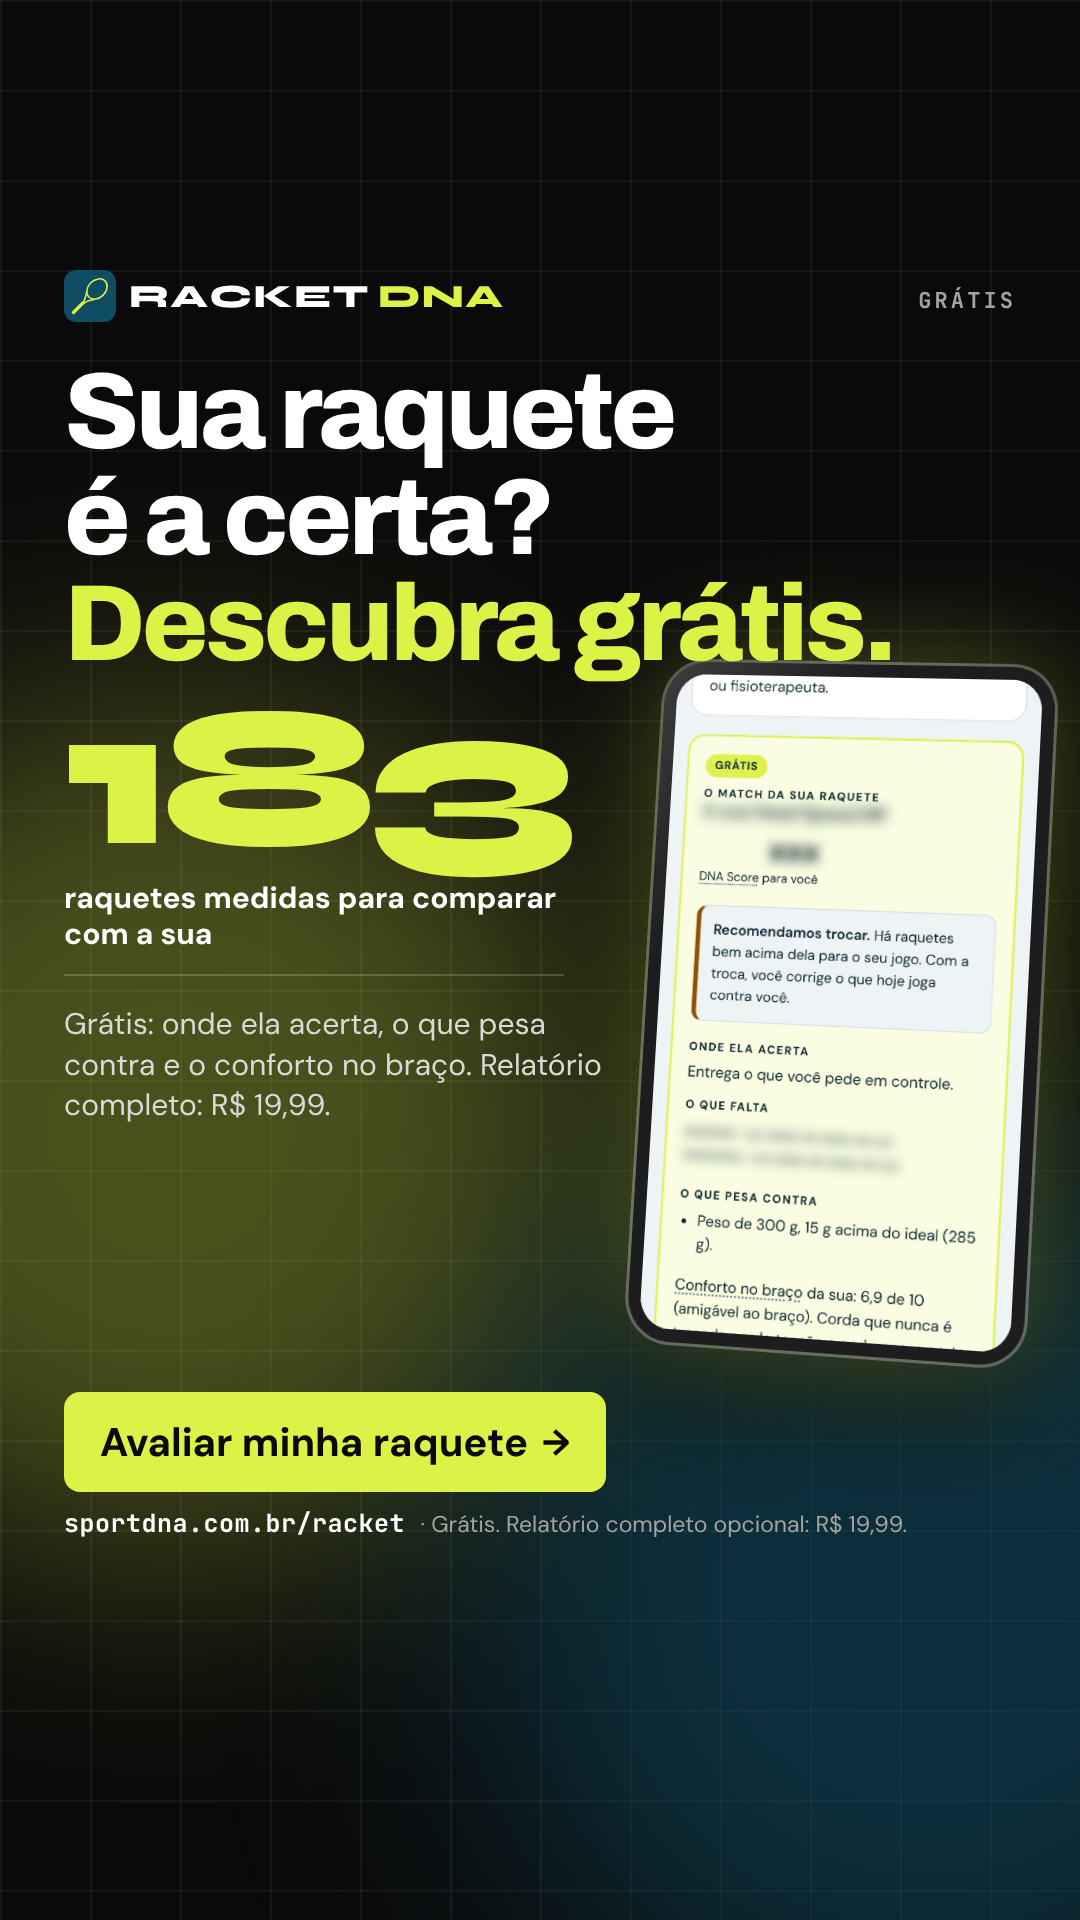 RACKET DNA
GRÁTIS
Sua raquete
é a certa?
Descubra grátis.
183
raquetes medidas para comparar
com a sua
Grátis: onde ela acerta, o que pesa
contra e o conforto no braço. Relatório
completo: R$ 19,99.
ou fisioterapeuta.
GRÁTIS
O MATCH DA SUA RAQUETE
DNA Score para você
Recomendamos trocar. Há raquetes
bem acima dela para o seu jogo. Com a
troca, você corrige o que hoje joga
contra você.
ONDE ELA ACERTA
Entrega o que você pede em controle.
O QUE FALTA
O QUE PESA CONTRA
• Peso de 300 g, 15 g acima do ideal (285
g).
Conforto no braço da sua: 6,9 de 10
(amigável ao braço). Corda que nunca é
Avaliar minha raquete →
sportdna.com.br/racket · Grátis. Relatório completo opcional: R$ 19,99.